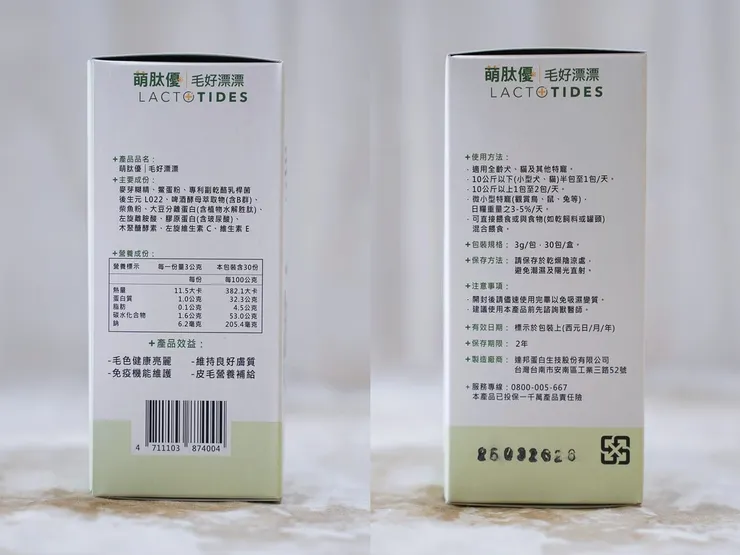 萌肽優 | 毛好漂漂
LACTOTIDES
+產品品名：
萌肽優 | 毛好漂漂
+主要成份：
麥芽糊精、蛋粉、專利副乾酪乳桿菌
後生元 L022、啤酒酵母萃取物(含B群)、
柴魚粉、大豆分離蛋白(含植物水解胜肽)、
左旋離胺酸、膠原蛋白(含玻尿酸)、
木聚醣酵素、左旋維生素 C、維生素 E
+營養成份：
營養標示 每一份量3公克 本包裝含30份
每份 每100公克
熱量 11.5大卡 382.1大卡
蛋白質 1.0公克 32.3公克
脂肪 0.1公克 4.5公克
碳水化合物 1.6公克 53.0公克
鈉 6.2毫克 205.4毫克
+產品效益：
-毛色健康亮麗 -維持良好膚質
-免疫機能維護 -皮毛營養補給
4 711103 874004
萌肽優 | 毛好漂漂
LACTOTIDES
+使用方法：
．適用全齡犬、貓及其他特寵。
．10公斤以下(小型犬、貓)半包至1包/天。
．10公斤以上1包至2包/天。
．微小型特寵(觀賞鳥、鼠、兔等)，
日糧重量之3-5%/天。
．可直接餵食或與食物(如乾飼料或罐頭)
混合餵食。
+包裝規格：3g/包，30包/盒。
+保存方法：請保存於乾燥陰涼處，
避免潮濕及陽光直射。
+注意事項：
．開封後請儘速使用完畢以免吸濕變質。
．建議使用本產品前先諮詢獸醫師。
+有效日期：標示於包裝上(西元日/月/年)
+保存期限：2年
+製造廠商：達邦蛋白生技股份有限公司
台灣台南市安南區工業三路52號
+服務專線：0800-005-667
本產品已投保一千萬產品責任險